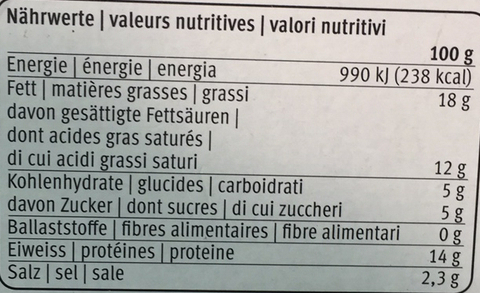 Nährwerte | valeurs nutritives | valori nutritivi
100 g
Energie | énergie | energia 990 kJ (238 kcal)
Fett | matières grasses | grassi 18 g
davon gesättigte Fettsäuren |
dont acides gras saturés |
di cui acidi grassi saturi 12 g
Kohlenhydrate | glucides | carboidrati 5 g
davon Zucker | dont sucres | di cui zuccheri 5 g
Ballaststoffe | fibres alimentaires | fibre alimentari 0 g
Eiweiss | protéines | proteine 14 g
Salz | sel | sale 2,3 g